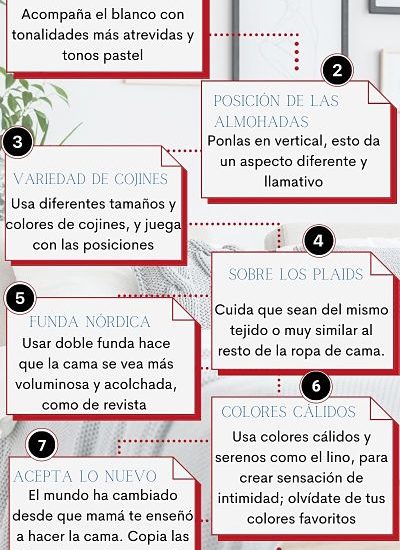 Acompaña el blanco con
tonalidades más atrevidas y
tonos pastel
2
POSICIÓN DE LAS
ALMOHADAS
Ponlas en vertical, esto da
un aspecto diferente y
llamativo
3
VARIEDAD DE COJINES
Usa diferentes tamaños y
colores de cojines, y juega
con las posiciones
4
SOBRE LOS PLAIDS
Cuida que sean del mismo
tejido o muy similar al
resto de la ropa de cama.
5
FUNDA NÓRDICA
Usar doble funda hace
que la cama se vea más
voluminosa y acolchada,
como de revista
6
COLORES CÁLIDOS
Usa colores cálidos y
serenos como el lino, para
crear sensación de
intimidad; olvídate de tus
colores favoritos
7
ACEPTA LO NUEVO
El mundo ha cambiado
desde que mamá te enseñó
a hacer la cama. Copia las